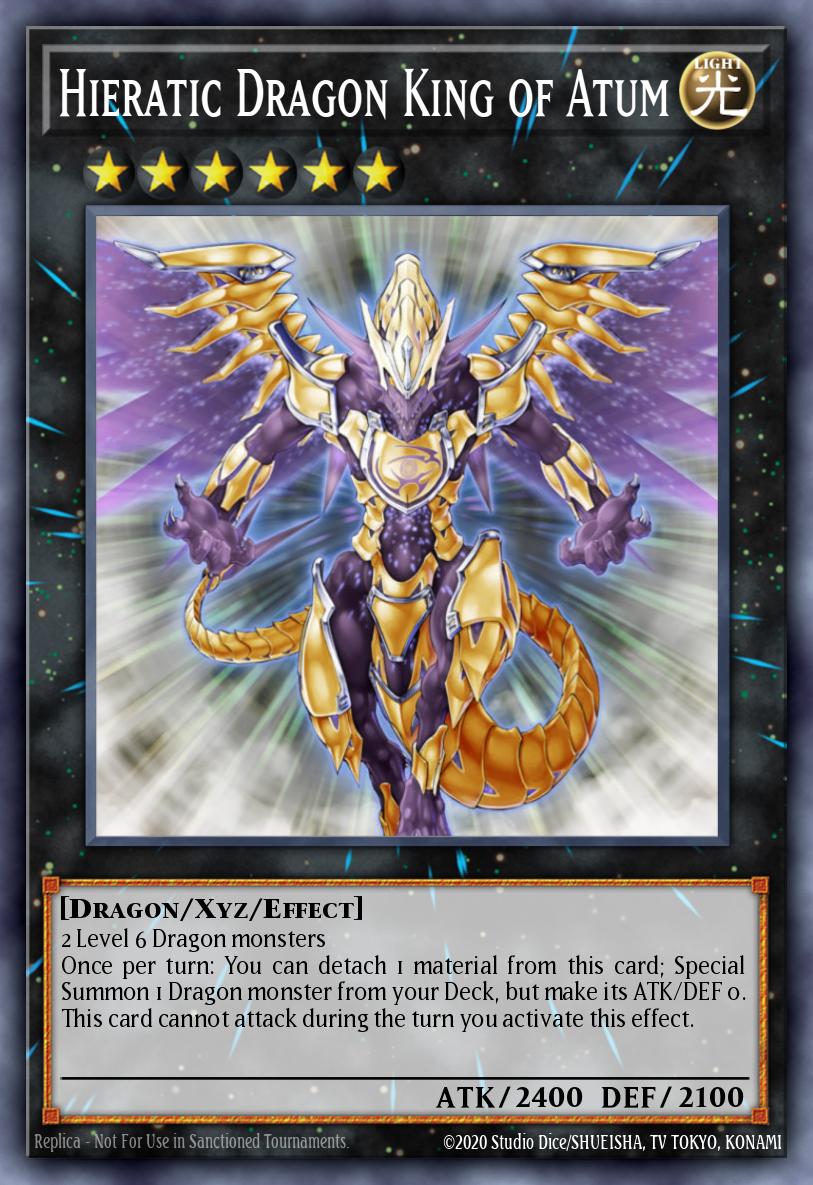 Hieratic Dragon King of Atum
LIGHT
光
[Dragon/Xyz/Effect]
2 Level 6 Dragon monsters
Once per turn: You can detach 1 material from this card; Special
Summon 1 Dragon monster from your Deck, but make its ATK/DEF 0.
This card cannot attack during the turn you activate this effect.
ATK/2400 DEF/2100
Replica - Not For Use in Sanctioned Tournaments.
©2020 Studio Dice/SHUEISHA, TV TOKYO, KONAMI